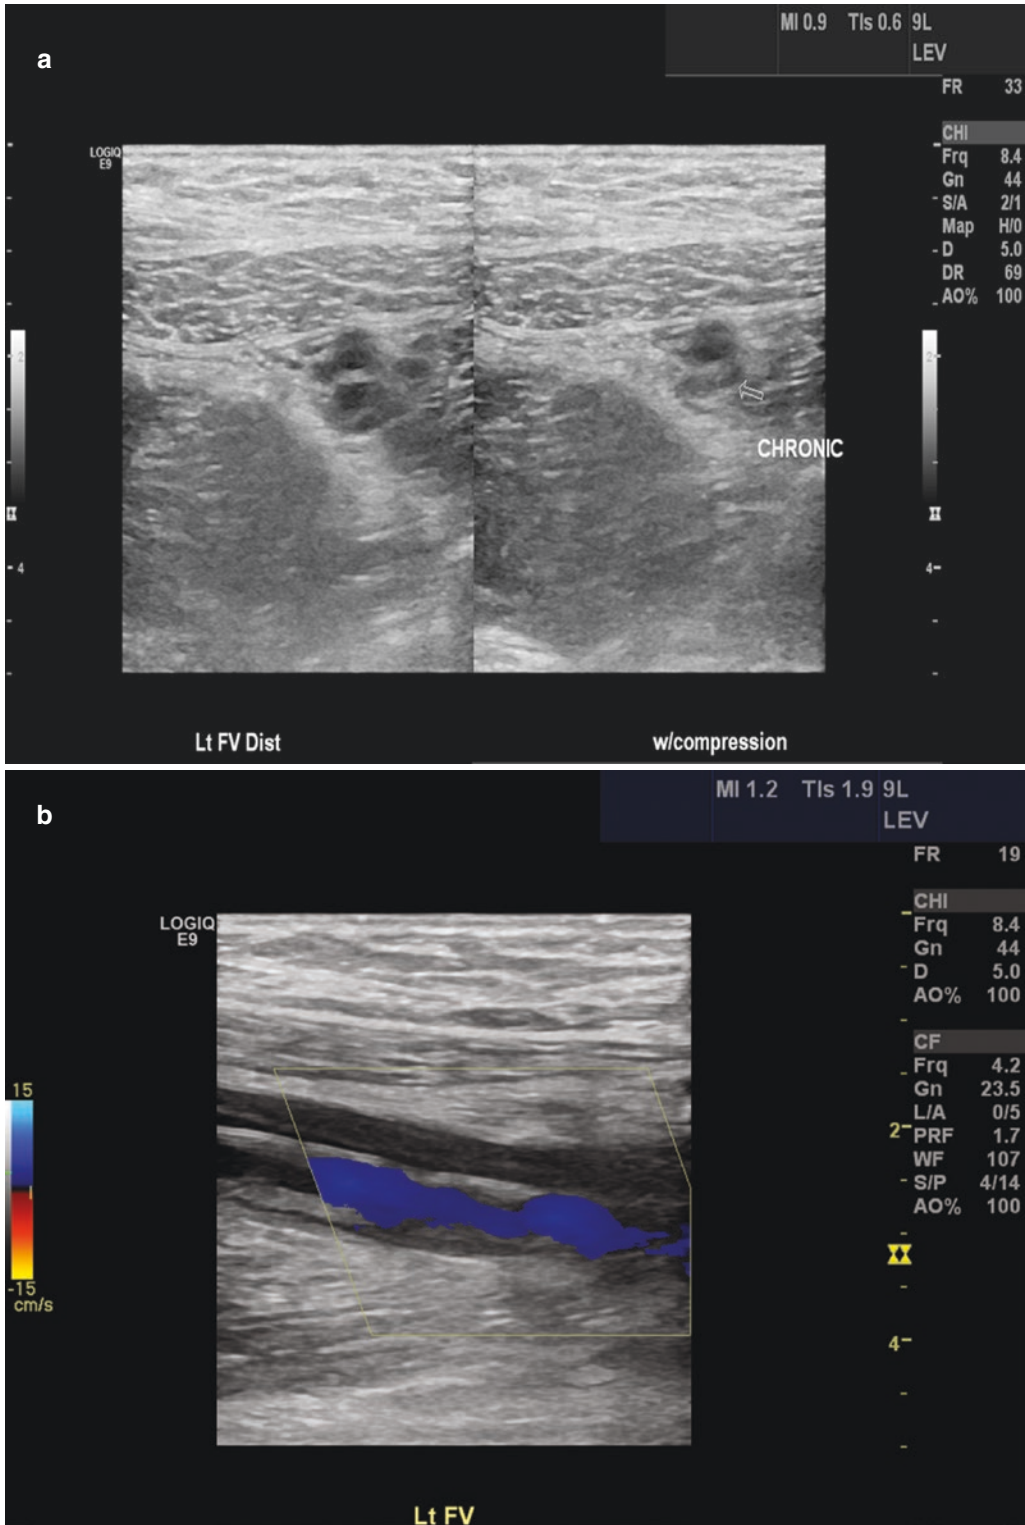 a
MI 0.9 TIs 0.6 9L
LEV
FR 33
LOGIQ
E9
CHI
Frq 8.4
Gn 44
S/A 2/1
Map H/0
D 5.0
DR 69
AO% 100
2 2
CHRONIC
4 4
Lt FV Dist w/compression
b
MI 1.2 TIs 1.9 9L
LEV
FR 19
LOGIQ
E9
CHI
Frq 8.4
Gn 44
D 5.0
AO% 100
CF
Frq 4.2
Gn 23.5
L/A 0/5
PRF 1.7
WF 107
S/P 4/14
AO% 100
15
-15
cm/s
2
4
Lt FV